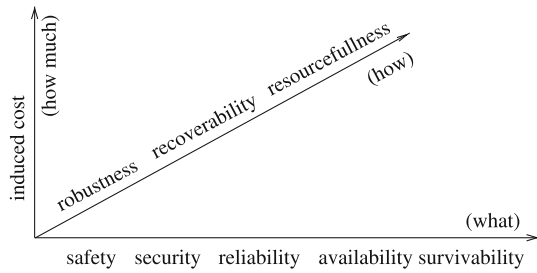 induced cost
(how much)
robustness recoverability resourcefullness
(how)
(what)
safety security reliability availability survivability